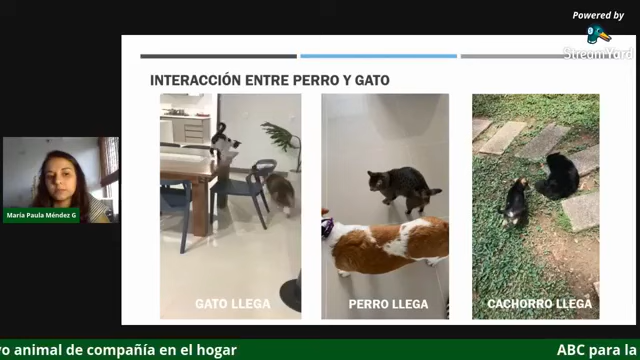 Powered by
StreamYard
INTERACCIÓN ENTRE PERRO Y GATO
GATO LLEGA
PERRO LLEGA
CACHORRO LLEGA
María Paula Méndez G
vo animal de compañía en el hogar
ABC para la